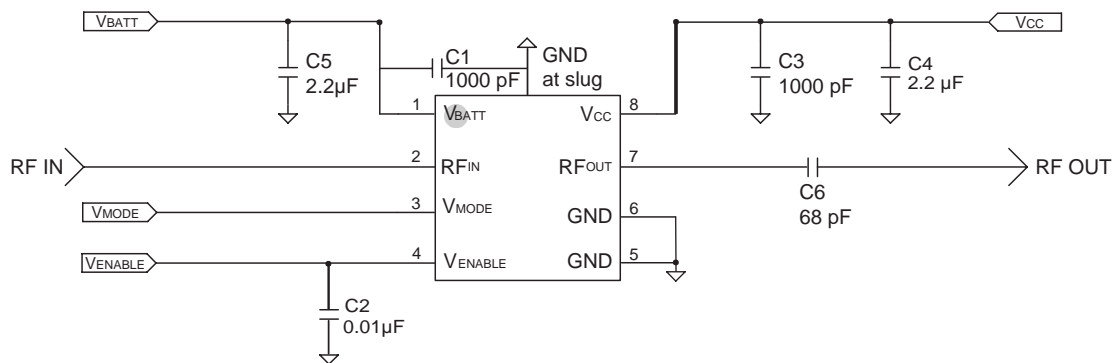 VBATT
VCC
C5
2.2µF
C1
1000 pF
GND
at slug
C3
1000 pF
C4
2.2 µF
1
VBATT
VCC
8
RF IN
2
RFIN
RFOUT
7
RF OUT
C6
68 pF
VMODE
3
VMODE
GND
6
VENABLE
4
VENABLE
GND
5
C2
0.01µF